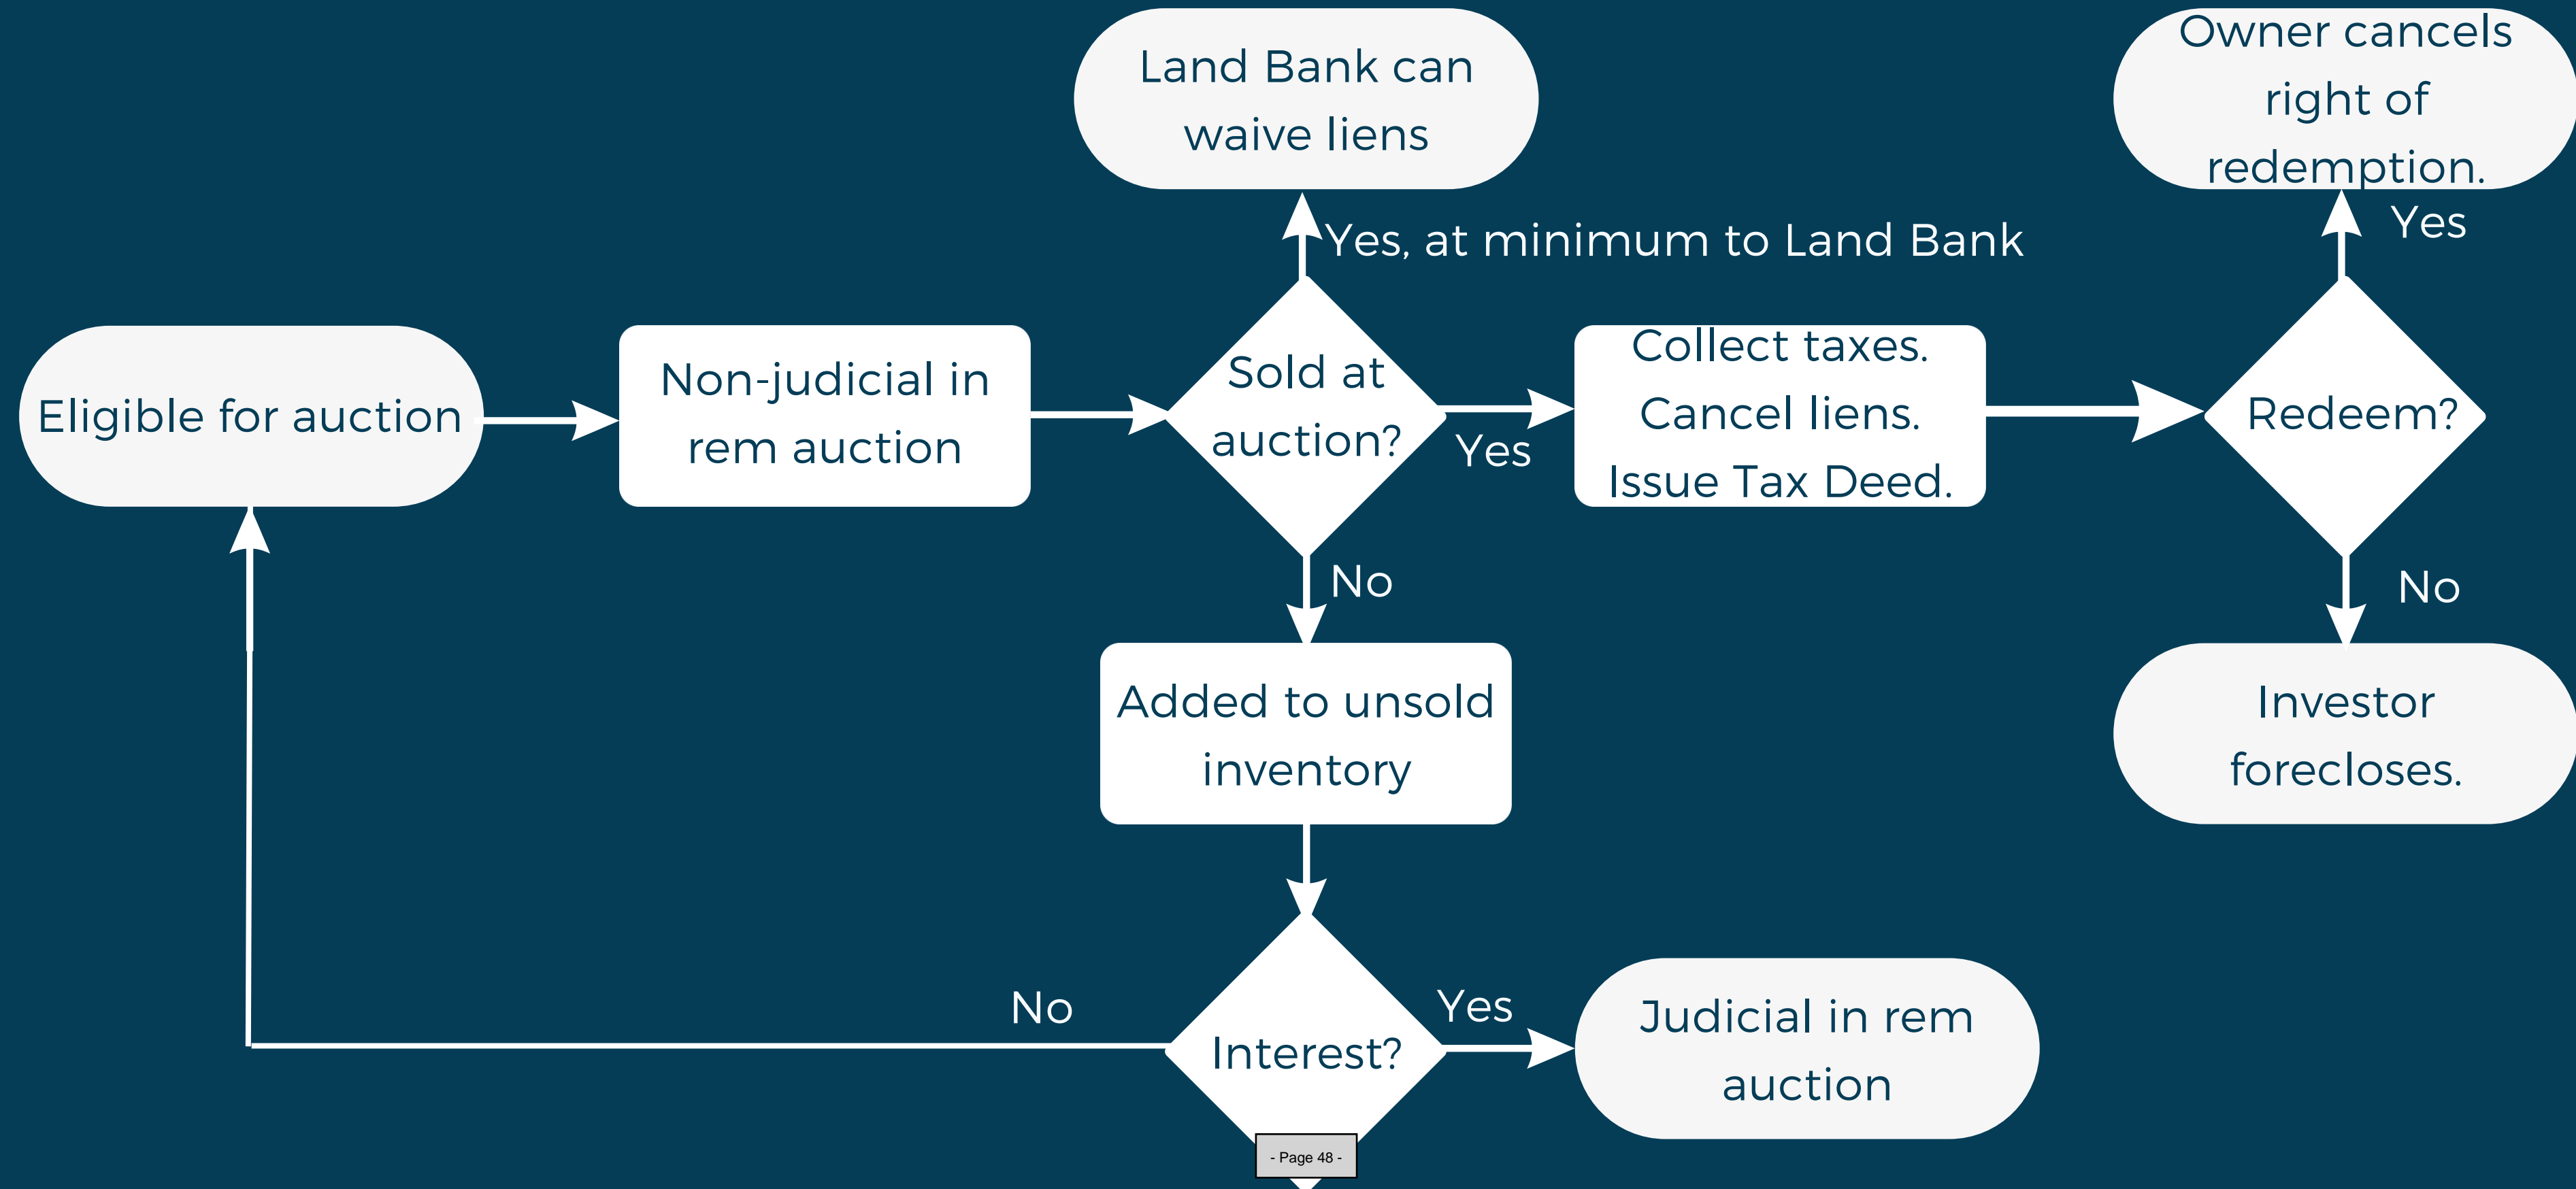 Land Bank can
waive liens
Owner cancels
right of
redemption.
Yes, at minimum to Land Bank
Yes
Eligible for auction
Non-judicial in
rem auction
Sold at
auction?
Yes
Collect taxes.
Cancel liens.
Issue Tax Deed.
Redeem?
No
No
Added to unsold
inventory
Investor
forecloses.
No
Interest?
Yes
Judicial in rem
auction
- Page 48 -